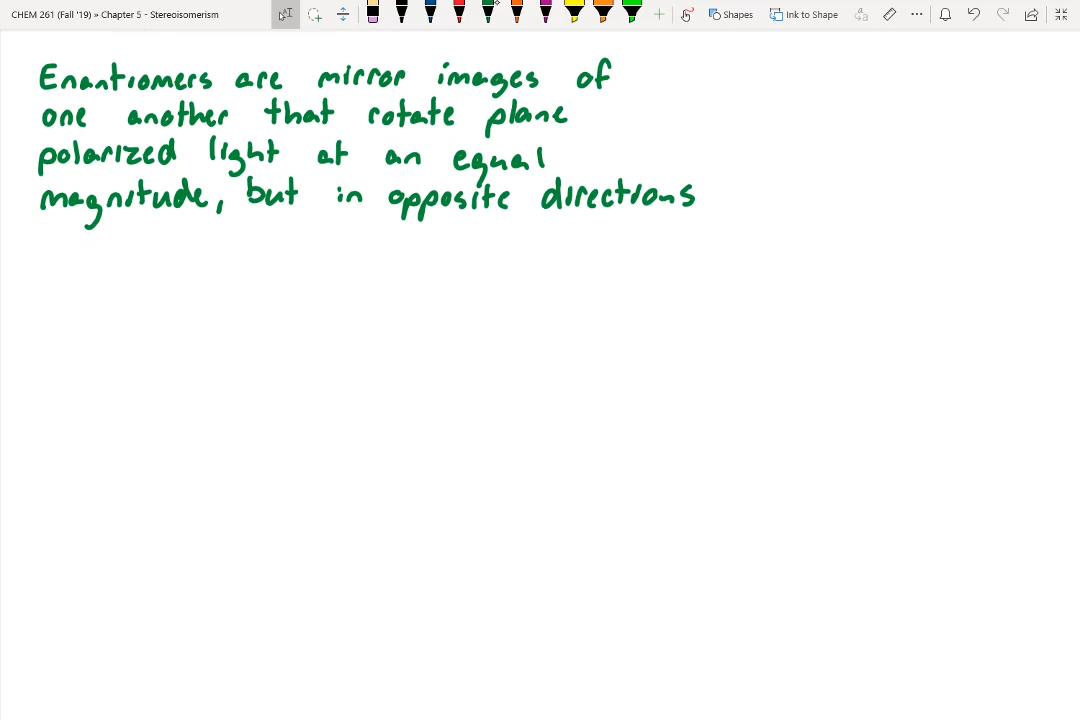 CHEM 261 (Fall '19) » Chapter 5 - Stereoisomerism
Shapes
Ink to Shape
Enantiomers are mirror images of
one another that rotate plane
polarized light at an equal
magnitude, but in opposite directions